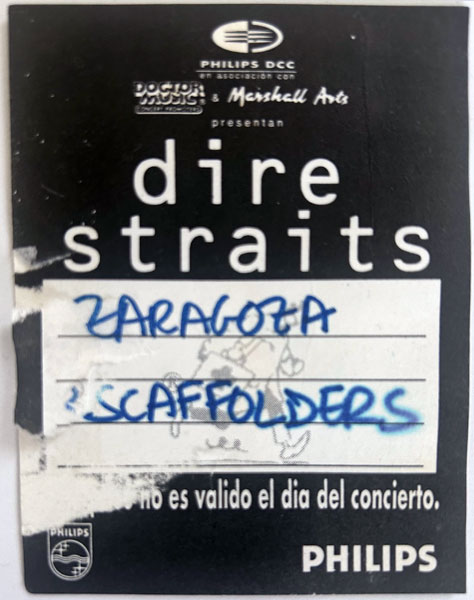 PHILIPS DCC
en asociación con
DOCTOR MUSIC & Marshall Arts
CONCERT PROMOTERS
presentan
dire
straits
ZARAGOZA
SCAFFOLDERS
no es valido el dia del concierto.
PHILIPS
PHILIPS